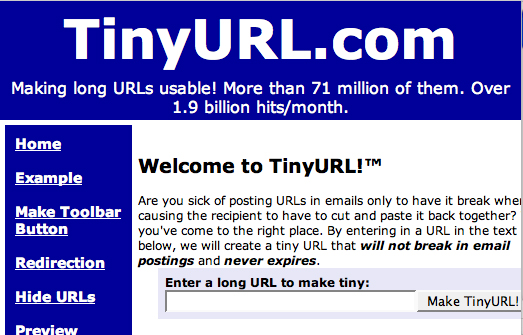 TinyURL.com
Making long URLs usable! More than 71 million of them. Over
1.9 billion hits/month.
Home
Example
Make Toolbar
Button
Redirection
Hide URLs
Preview
Welcome to TinyURL!™
Are you sick of posting URLs in emails only to have it break when
causing the recipient to have to cut and paste it back together?
you've come to the right place. By entering in a URL in the text
below, we will create a tiny URL that will not break in email
postings and never expires.
Enter a long URL to make tiny:
Make TinyURL!